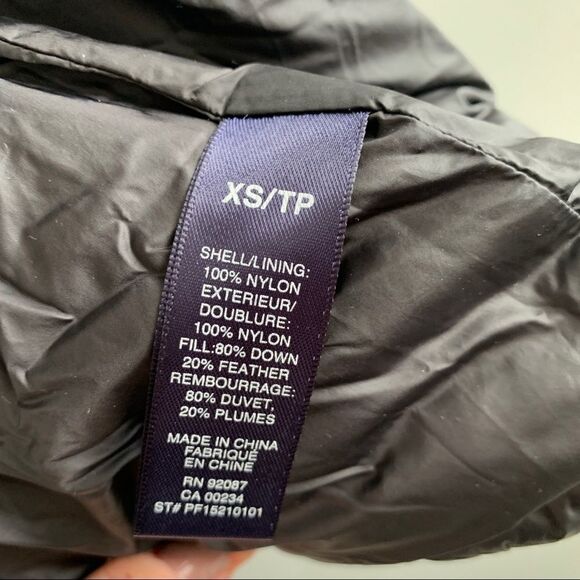 XS/TP
SHELL/LINING:
100% NYLON
EXTERIEUR/
DOUBLURE:
100% NYLON
FILL:80% DOWN
20% FEATHER
REMBOURRAGE:
80% DUVET,
20% PLUMES
MADE IN CHINA
FABRIQUÉ
EN CHINE
RN 92087
CA 00234
ST# PF15210101